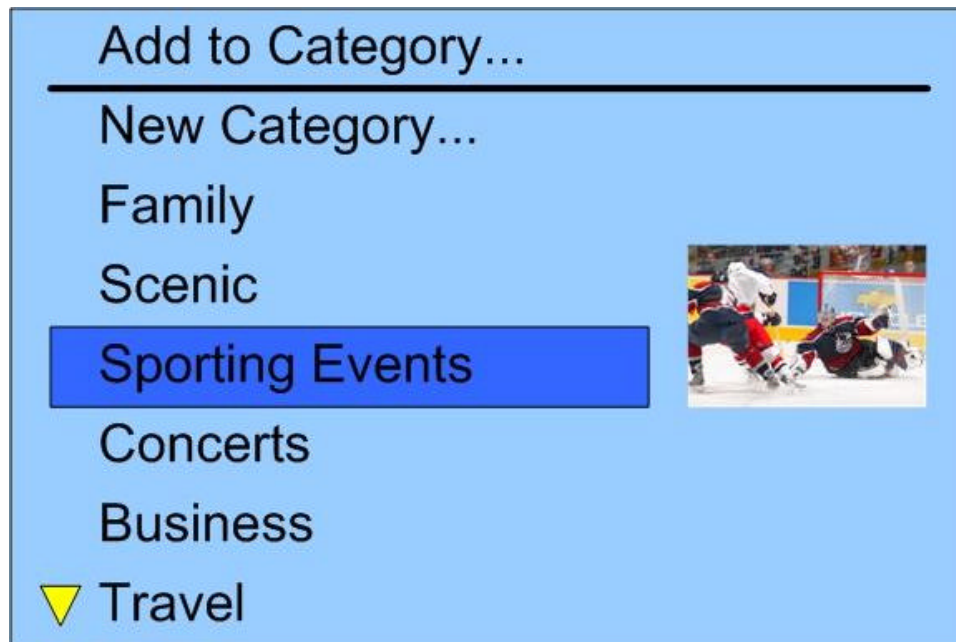 Add to Category...
New Category...
Family
Scenic
Sporting Events
Concerts
Business
Travel